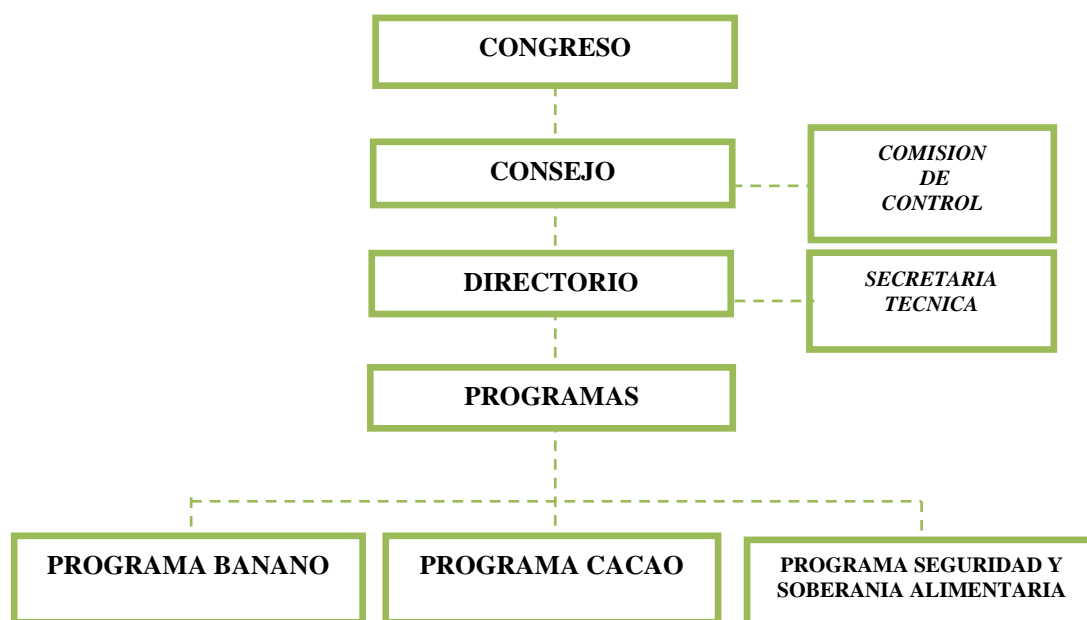 CONGRESO
CONSEJO
COMISION
DE
CONTROL
DIRECTORIO
SECRETARIA
TECNICA
PROGRAMAS
PROGRAMA BANANO
PROGRAMA CACAO
PROGRAMA SEGURIDAD Y
SOBERANIA ALIMENTARIA